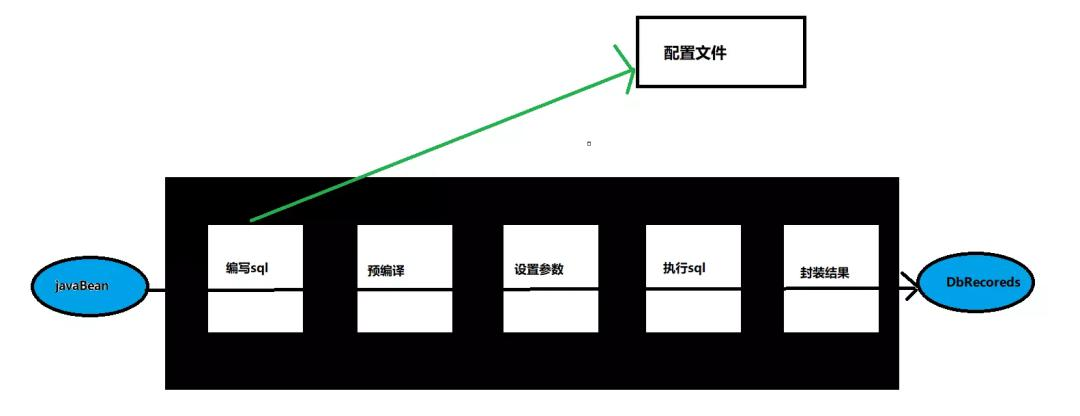 配置文件
编写sql
预编译
设置参数
执行sql
封装结果
javaBean
DbRecoreds